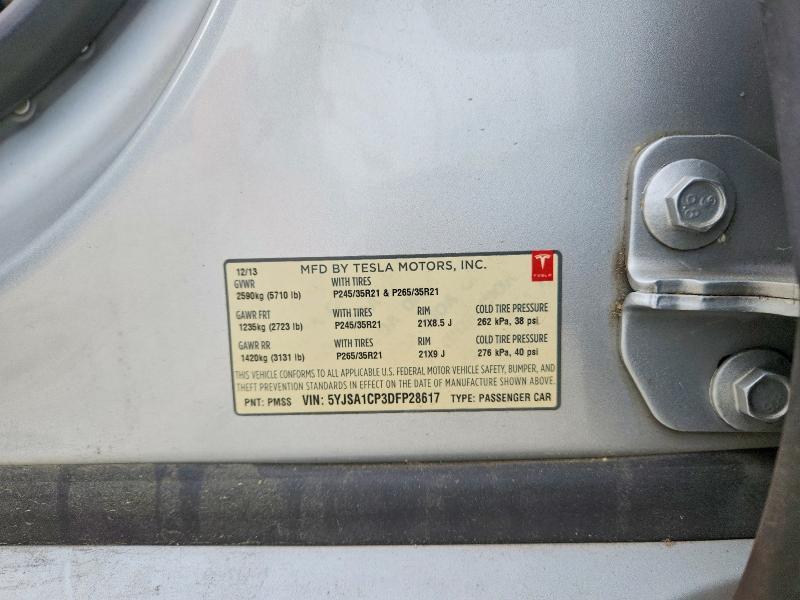 12/13 MFD BY TESLA MOTORS, INC.
TESLA
GVWR WITH TIRES
2590kg (5710 lb) P245/35R21 & P265/35R21
GAWR FRT WITH TIRES RIM COLD TIRE PRESSURE
1235kg (2723 lb) P245/35R21 21X8.5 J 262 kPa, 38 psi
GAWR RR WITH TIRES RIM COLD TIRE PRESSURE
1420kg (3131 lb) P265/35R21 21X9 J 276 kPa, 40 psi
THIS VEHICLE CONFORMS TO ALL APPLICABLE U.S. FEDERAL MOTOR VEHICLE SAFETY, BUMPER, AND
THEFT PREVENTION STANDARDS IN EFFECT ON THE DATE OF MANUFACTURE SHOWN ABOVE.
PNT: PMSS VIN: 5YJSA1CP3DFP28617 TYPE: PASSENGER CAR